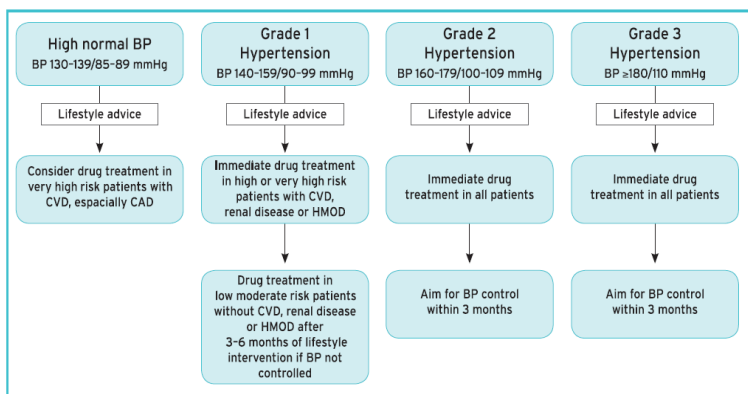 High normal BP
BP 130-139/85-89 mmHg
Lifestyle advice
Consider drug treatment in
very high risk patients with
CVD, espacially CAD
Grade 1
Hypertension
BP 140-159/90-99 mmHg
Lifestyle advice
Immediate drug treatment
in high or very high risk
patients with CVD,
renal disease or HMOD
Drug treatment in
low moderate risk patients
without CVD, renal disease
or HMOD after
3-6 months of lifestyle
intervention if BP not
controlled
Grade 2
Hypertension
BP 160-179/100-109 mmHg
Lifestyle advice
Immediate drug
treatment in all patients
Aim for BP control
within 3 months
Grade 3
Hypertension
BP ≥180/110 mmHg
Lifestyle advice
Immediate drug
treatment in all patients
Aim for BP control
within 3 months